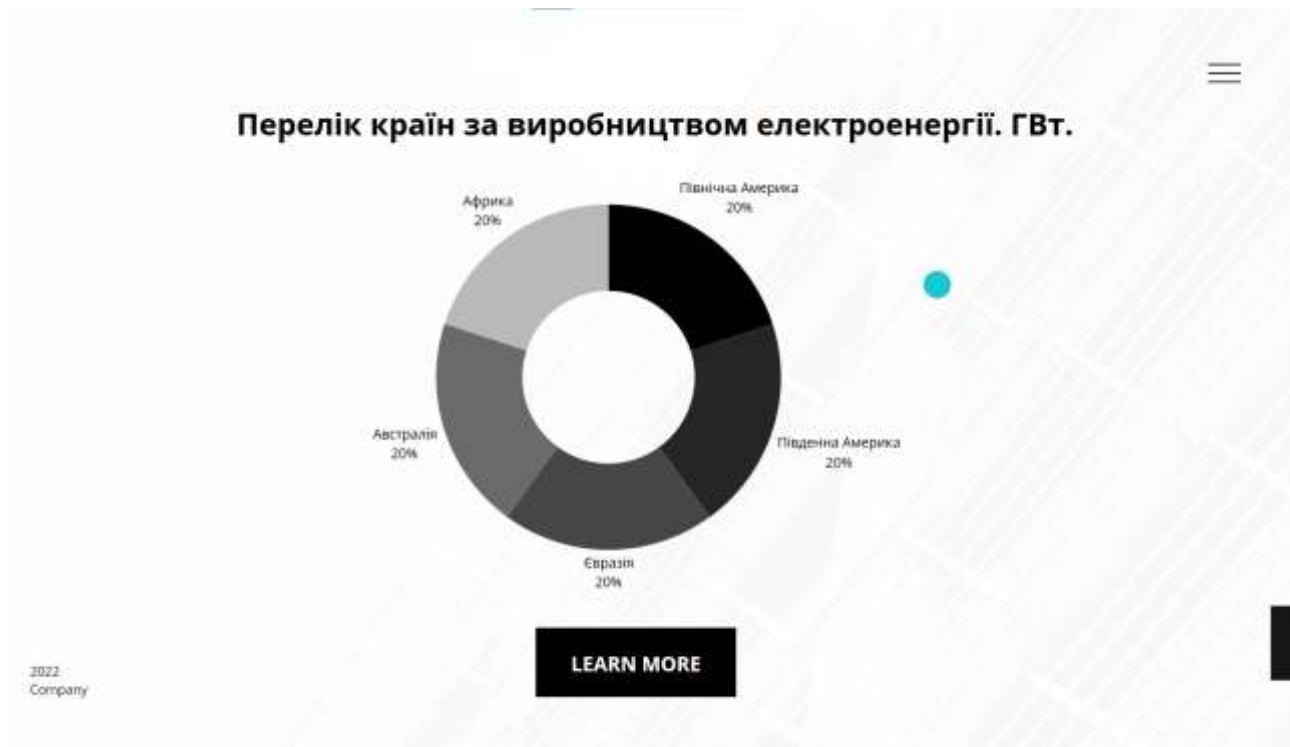 Перелік країн за виробництвом електроенергії. ГВт.
Африка
20%
Північна Америка
20%
Австралія
20%
Південна Америка
20%
Євразія
20%
LEARN MORE
2022
Company